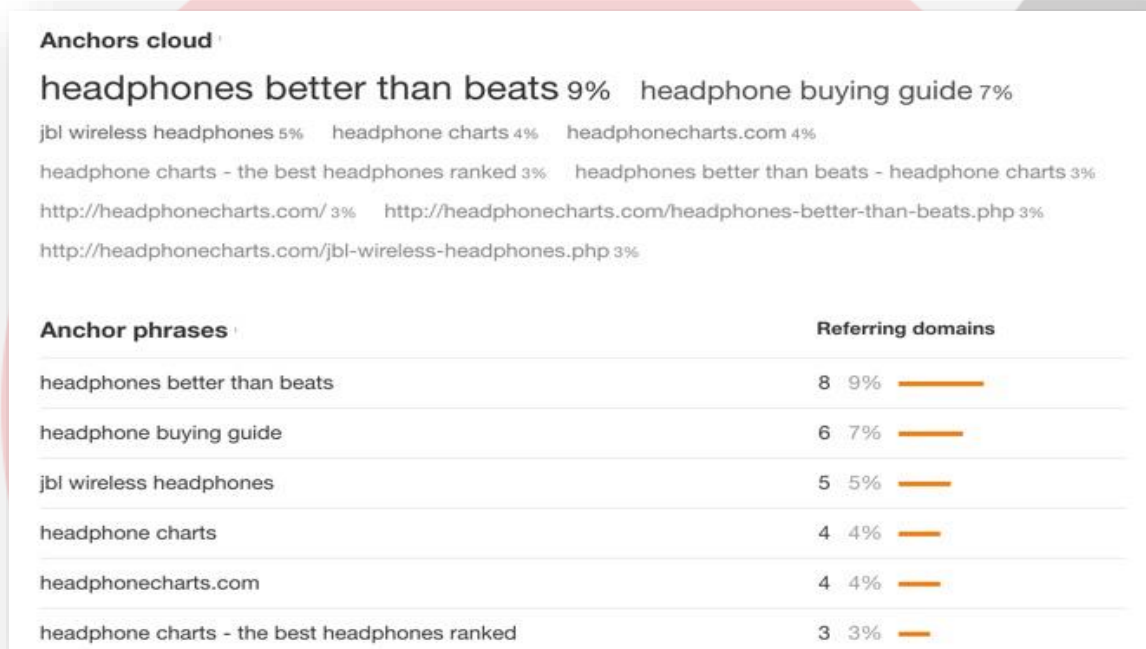 Anchors cloud
headphones better than beats 9% headphone buying guide 7%
jbl wireless headphones 5% headphone charts 4% headphonecharts.com 4%
headphone charts - the best headphones ranked 3% headphones better than beats - headphone charts 3%
http://headphonecharts.com/ 3% http://headphonecharts.com/headphones-better-than-beats.php 3%
http://headphonecharts.com/jbl-wireless-headphones.php 3%
Anchor phrases Referring domains
headphones better than beats 8 9%
headphone buying guide 6 7%
jbl wireless headphones 5 5%
headphone charts 4 4%
headphonecharts.com 4 4%
headphone charts - the best headphones ranked 3 3%